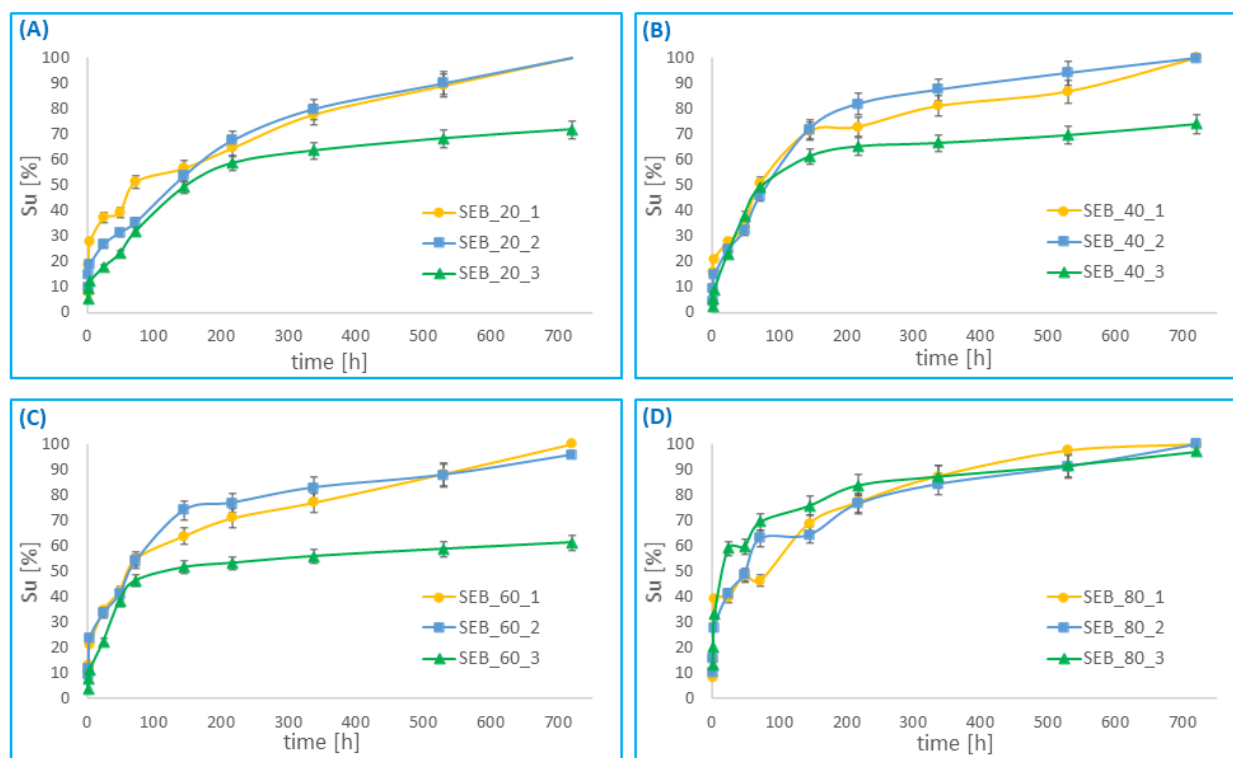 (A)
100
90
80
70
60
50
40
30
20
10
0
Su [%]
SEB_20_1
SEB_20_2
SEB_20_3
0 100 200 300 400 500 600 700
time [h]
(B)
100
90
80
70
60
50
40
30
20
10
0
Su [%]
SEB_40_1
SEB_40_2
SEB_40_3
0 100 200 300 400 500 600 700
time [h]
(C)
100
90
80
70
60
50
40
30
20
10
0
Su [%]
SEB_60_1
SEB_60_2
SEB_60_3
0 100 200 300 400 500 600 700
time [h]
(D)
100
90
80
70
60
50
40
30
20
10
0
Su [%]
SEB_80_1
SEB_80_2
SEB_80_3
0 100 200 300 400 500 600 700
time [h]